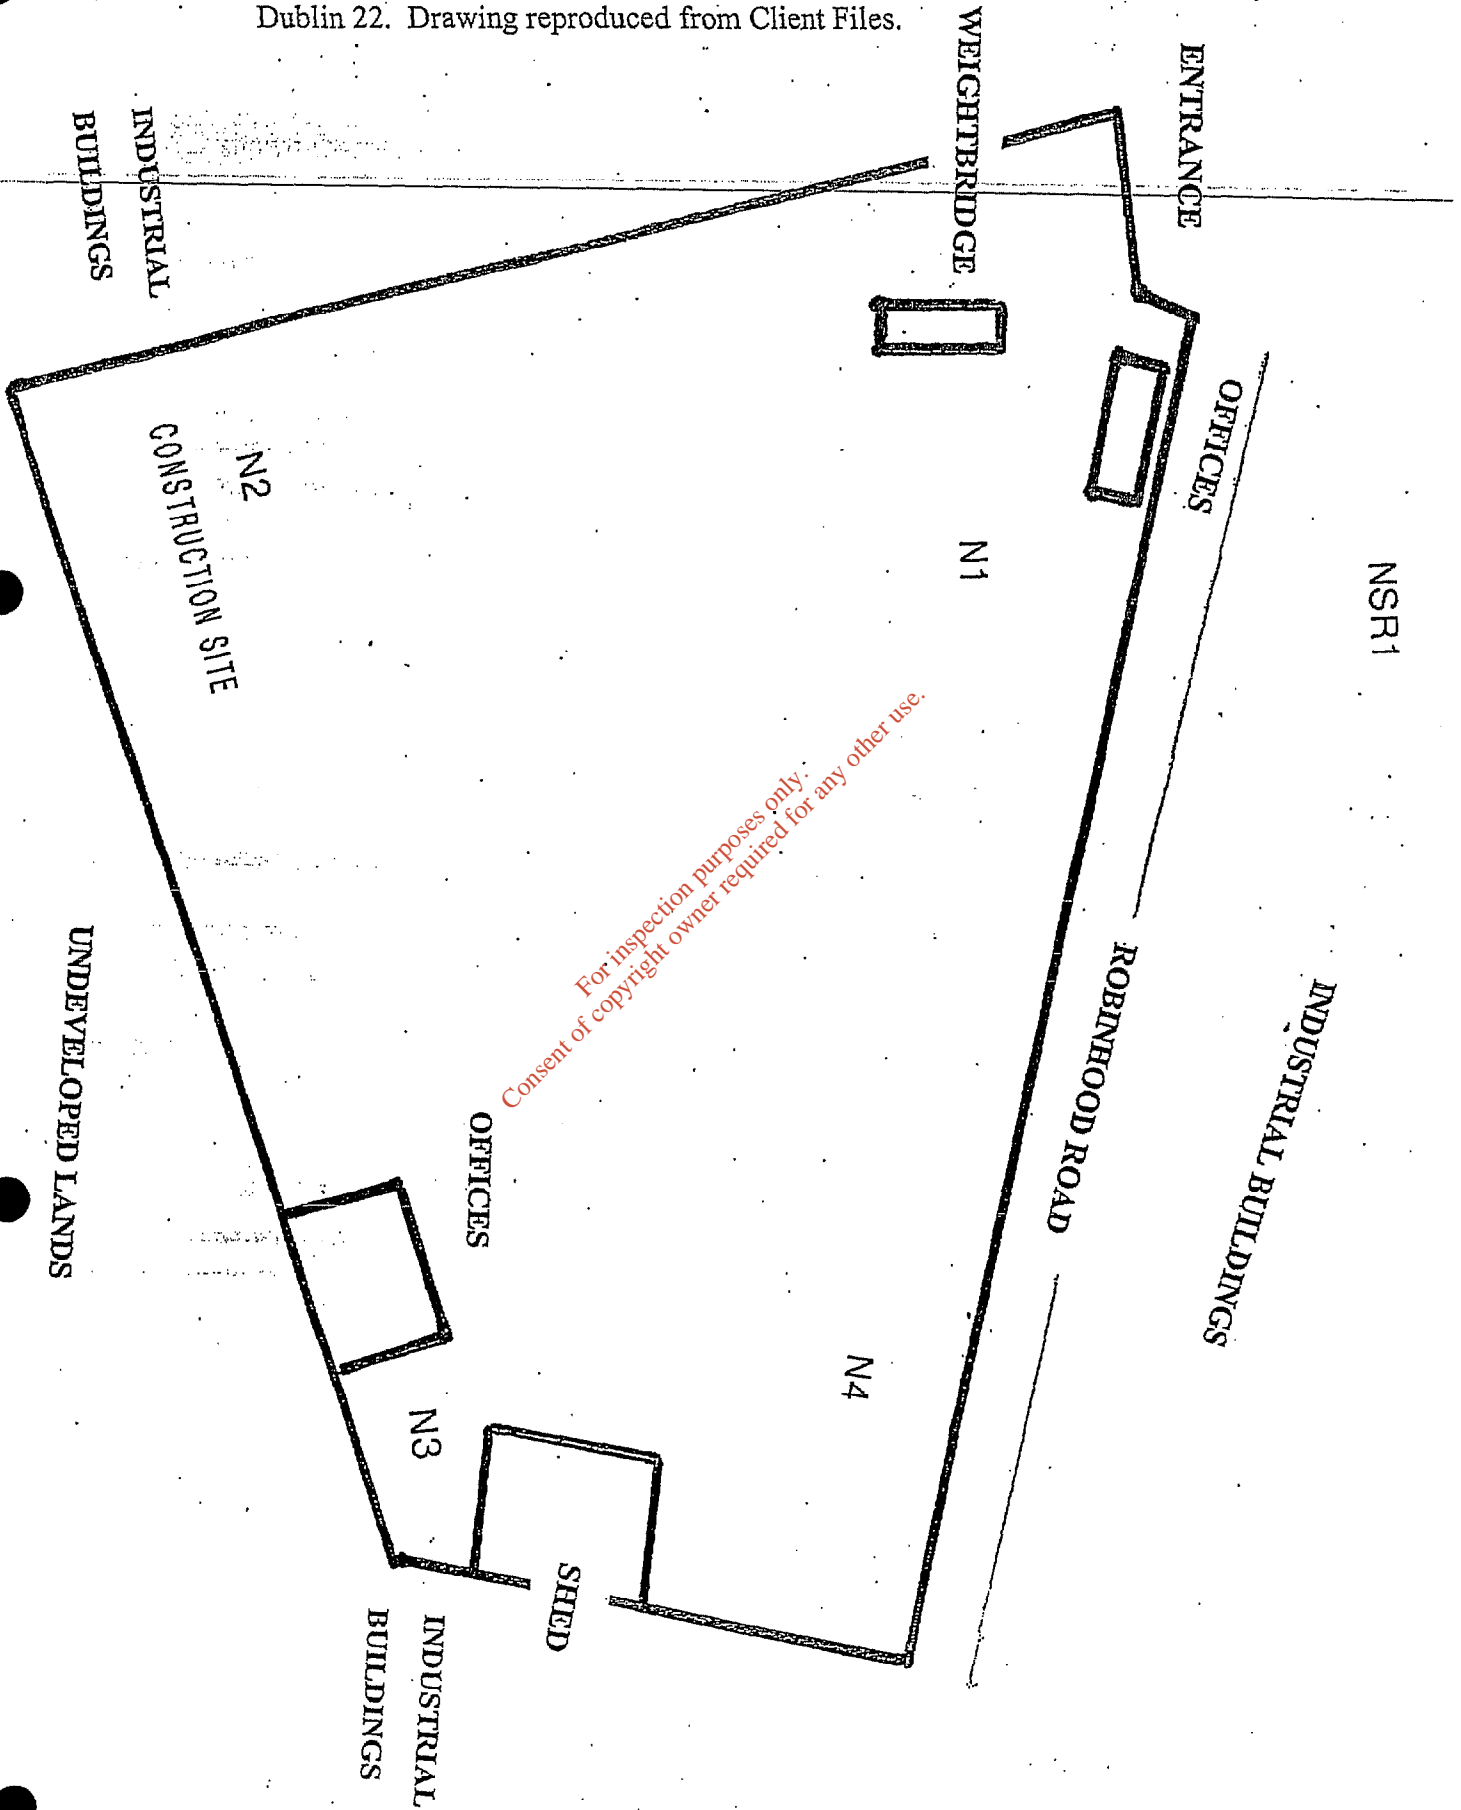 Dublin 22. Drawing reproduced from Client Files.
WEIGHTBRIDGE
ENTRANCE
INDUSTRIAL
BUILDINGS
OFFICES
N2
CONSTRUCTION SITE
N1
NSR1
For inspection purposes only.
Consent of copyright owner required for any other use.
UNDEVELOPED LANDS
ROBINHOOD ROAD
INDUSTRIAL BUILDINGS
OFFICES
N4
N3
SHED
INDUSTRIAL
BUILDINGS